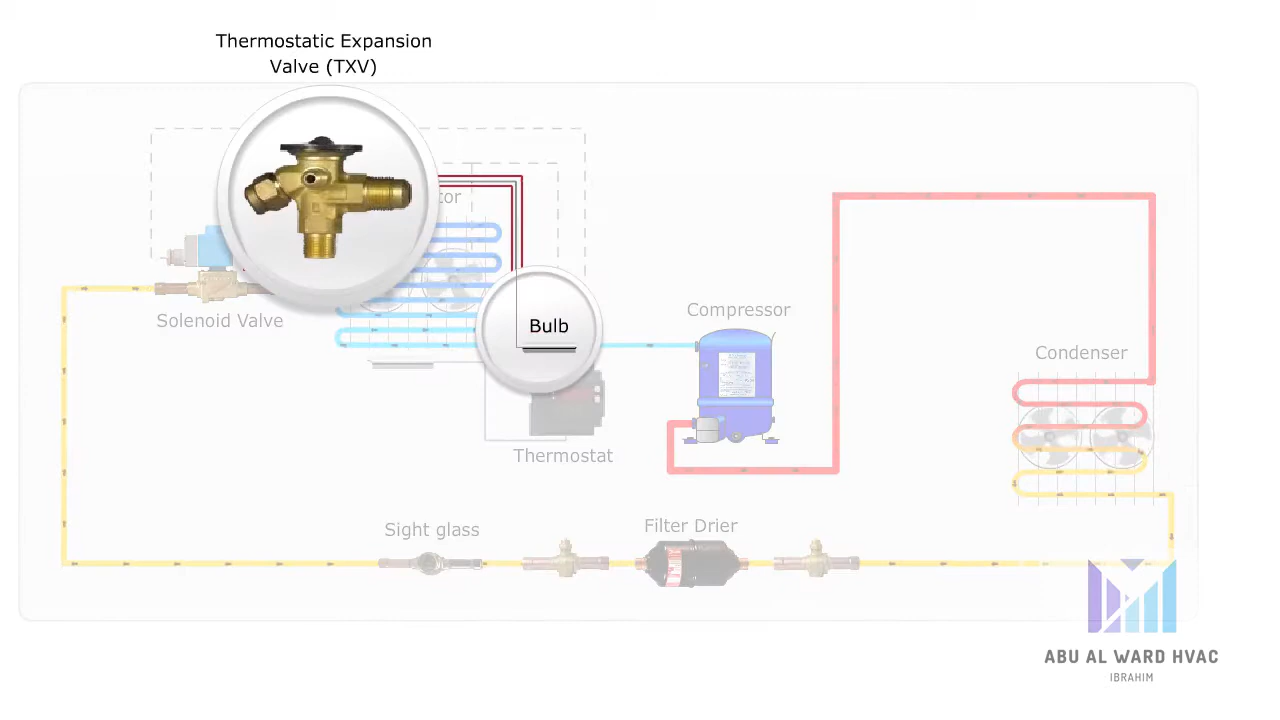 Thermostatic Expansion
Valve (TXV)
tor
Solenoid Valve
Bulb
Compressor
Condenser
Thermostat
Sight glass
Filter Drier
ABU AL WARD HVAC
IBRAHIM